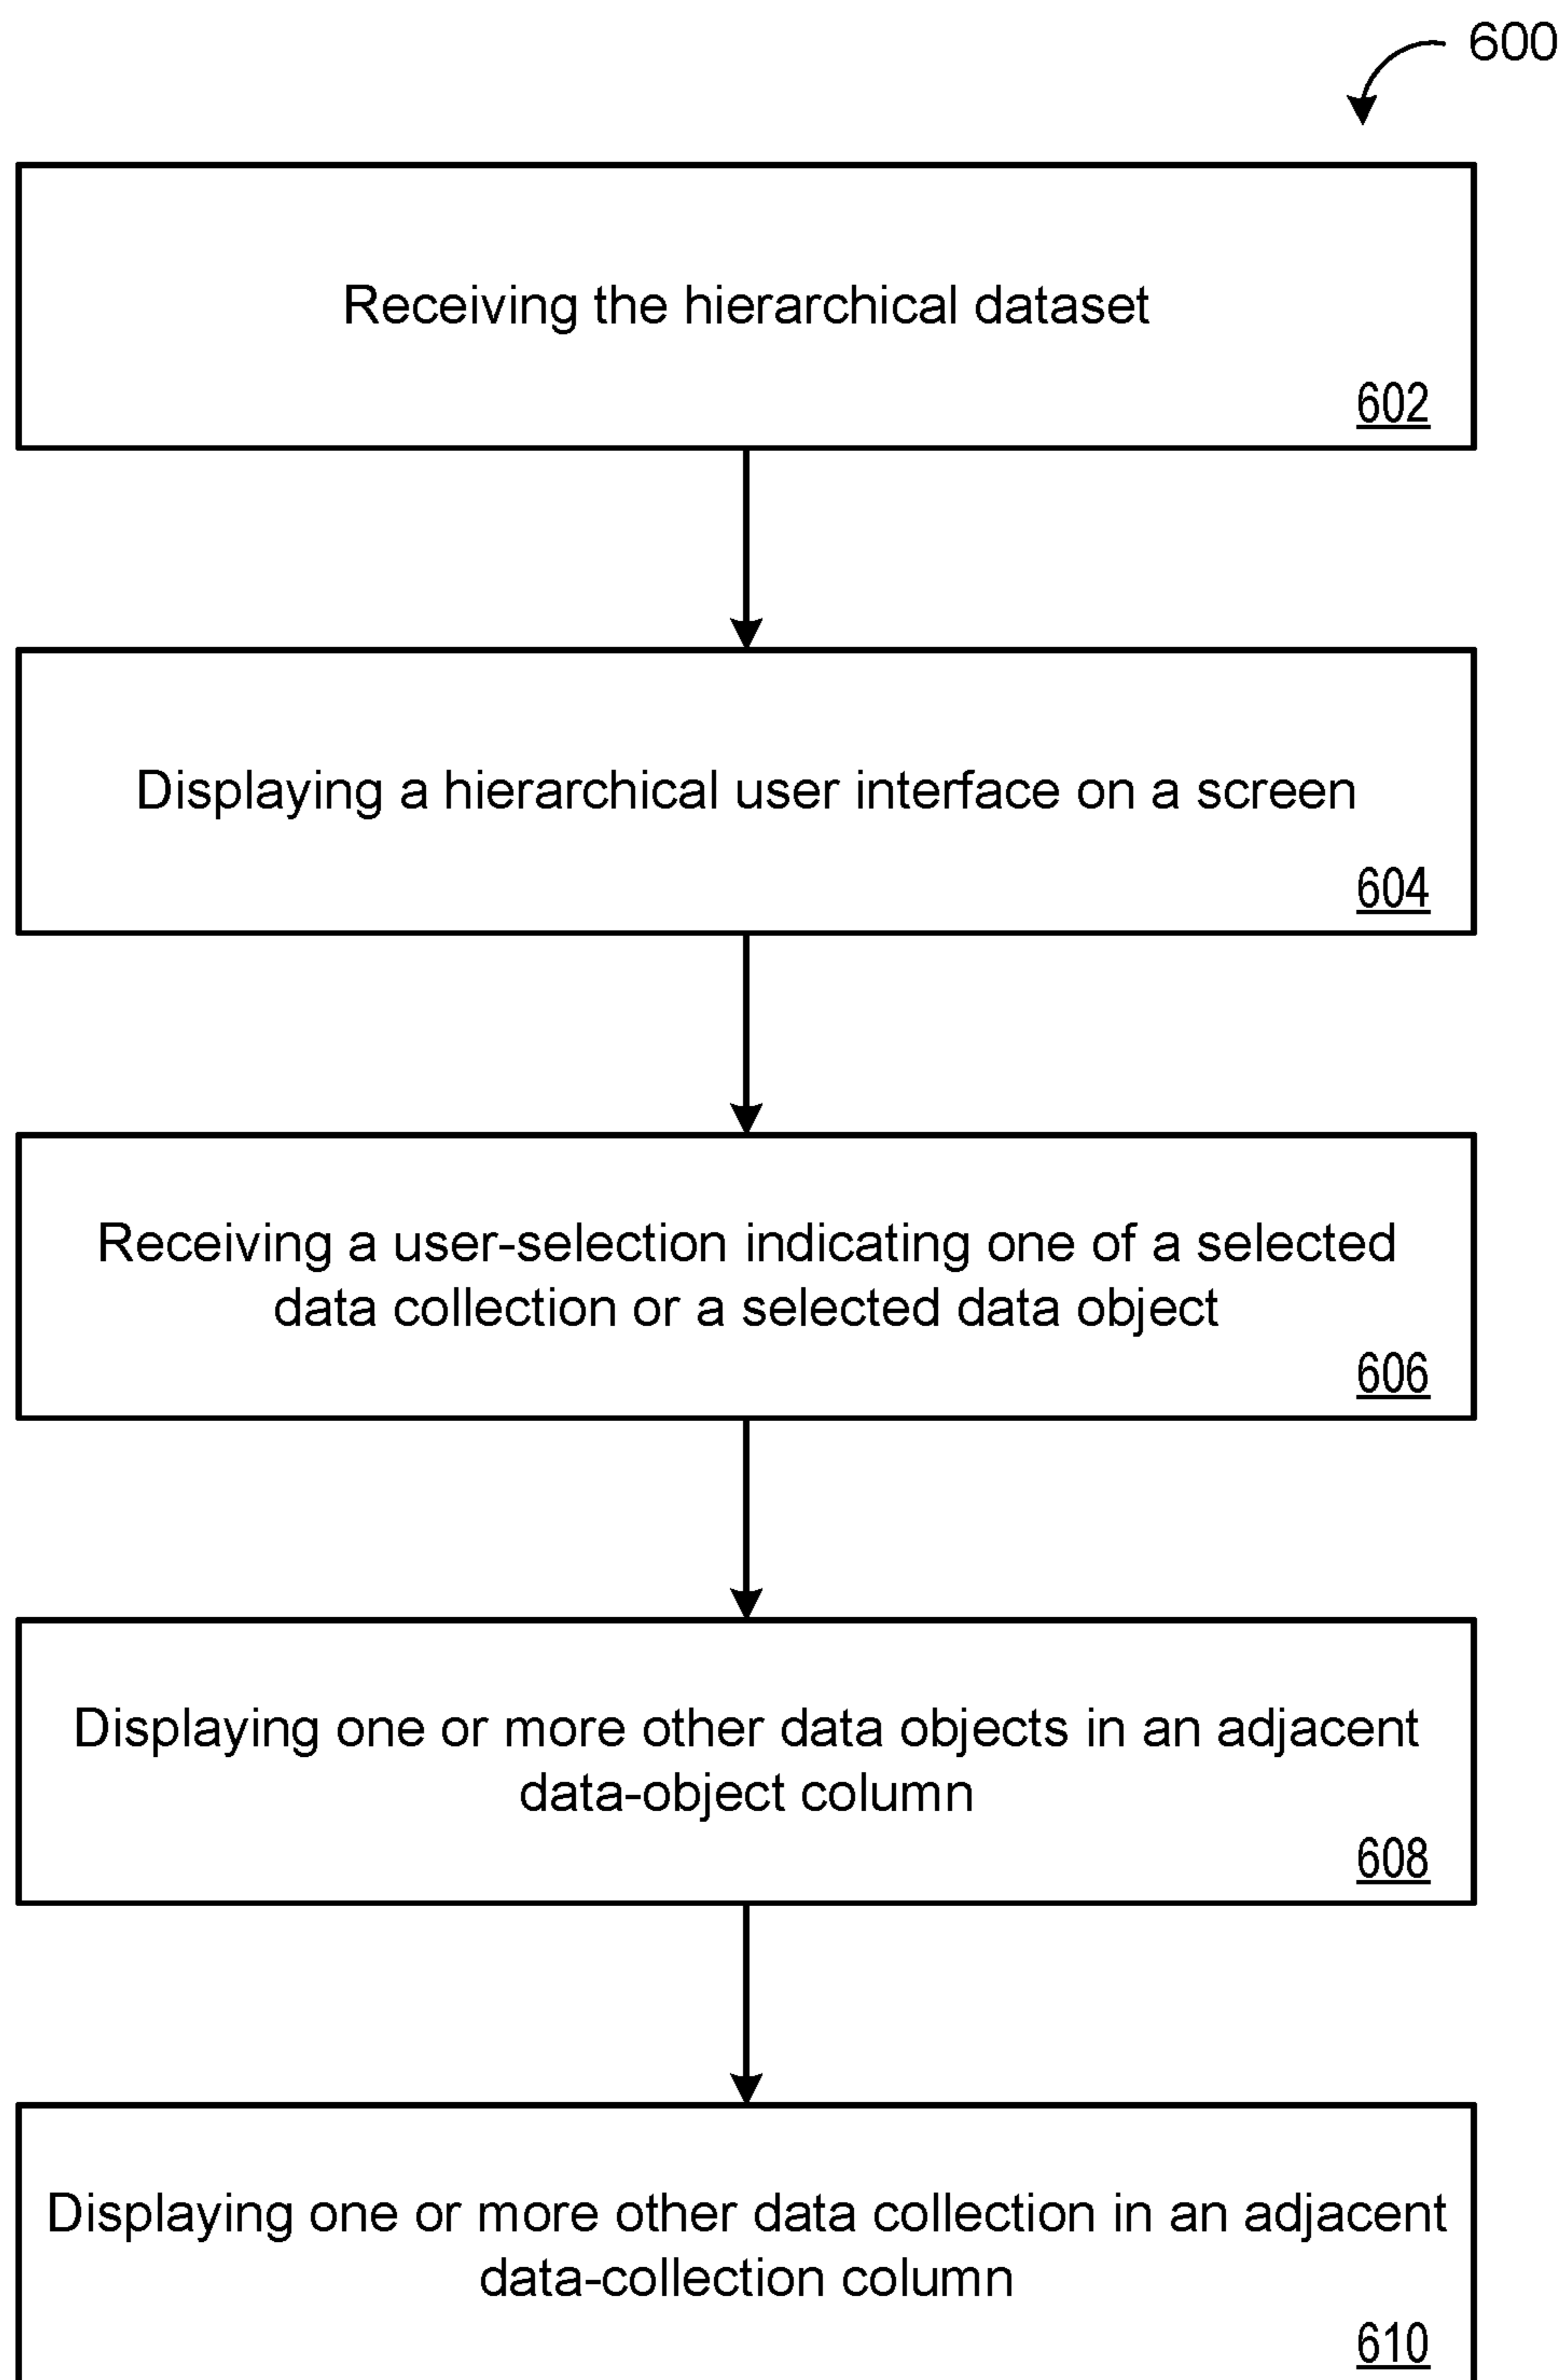 600
Receiving the hierarchical dataset
602
Displaying a hierarchical user interface on a screen
604
Receiving a user-selection indicating one of a selected
data collection or a selected data object
606
Displaying one or more other data objects in an adjacent
data-object column
608
Displaying one or more other data collection in an adjacent
data-collection column
610